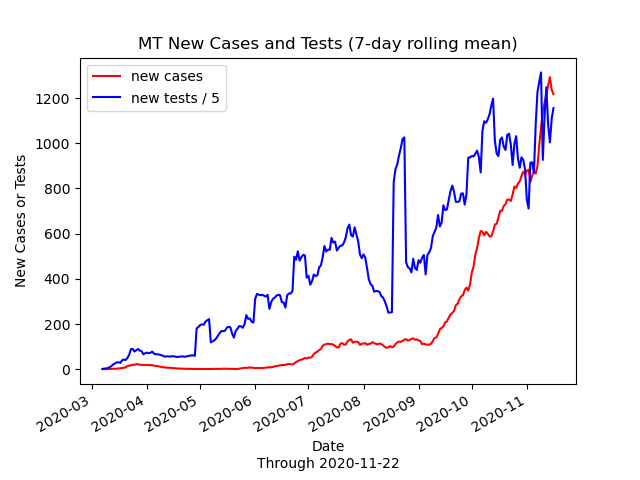 MT New Cases and Tests (7-day rolling mean)
new cases
new tests / 5
New Cases or Tests
1200
1000
800
600
400
200
0
2020-03
2020-04
2020-05
2020-06
2020-07
2020-08
2020-09
2020-10
2020-11
Date
Through 2020-11-22